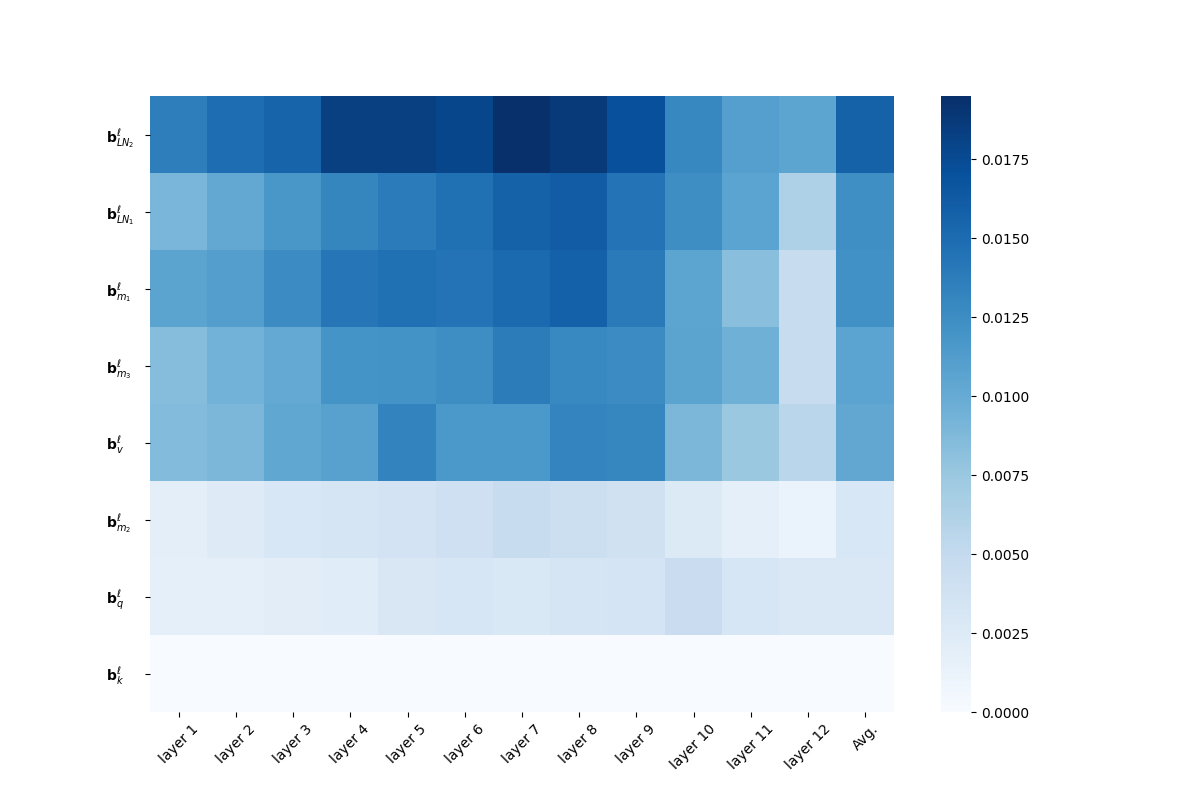 𝐛^ℓ_{LN_2}
𝐛^ℓ_{LN_1}
𝐛^ℓ_{m_1}
𝐛^ℓ_{m_3}
𝐛^ℓ_v
𝐛^ℓ_{m_2}
𝐛^ℓ_q
𝐛^ℓ_k
layer 1 layer 2 layer 3 layer 4 layer 5 layer 6 layer 7 layer 8 layer 9 layer 10 layer 11 layer 12 Avg.
0.0175
0.0150
0.0125
0.0100
0.0075
0.0050
0.0025
0.0000